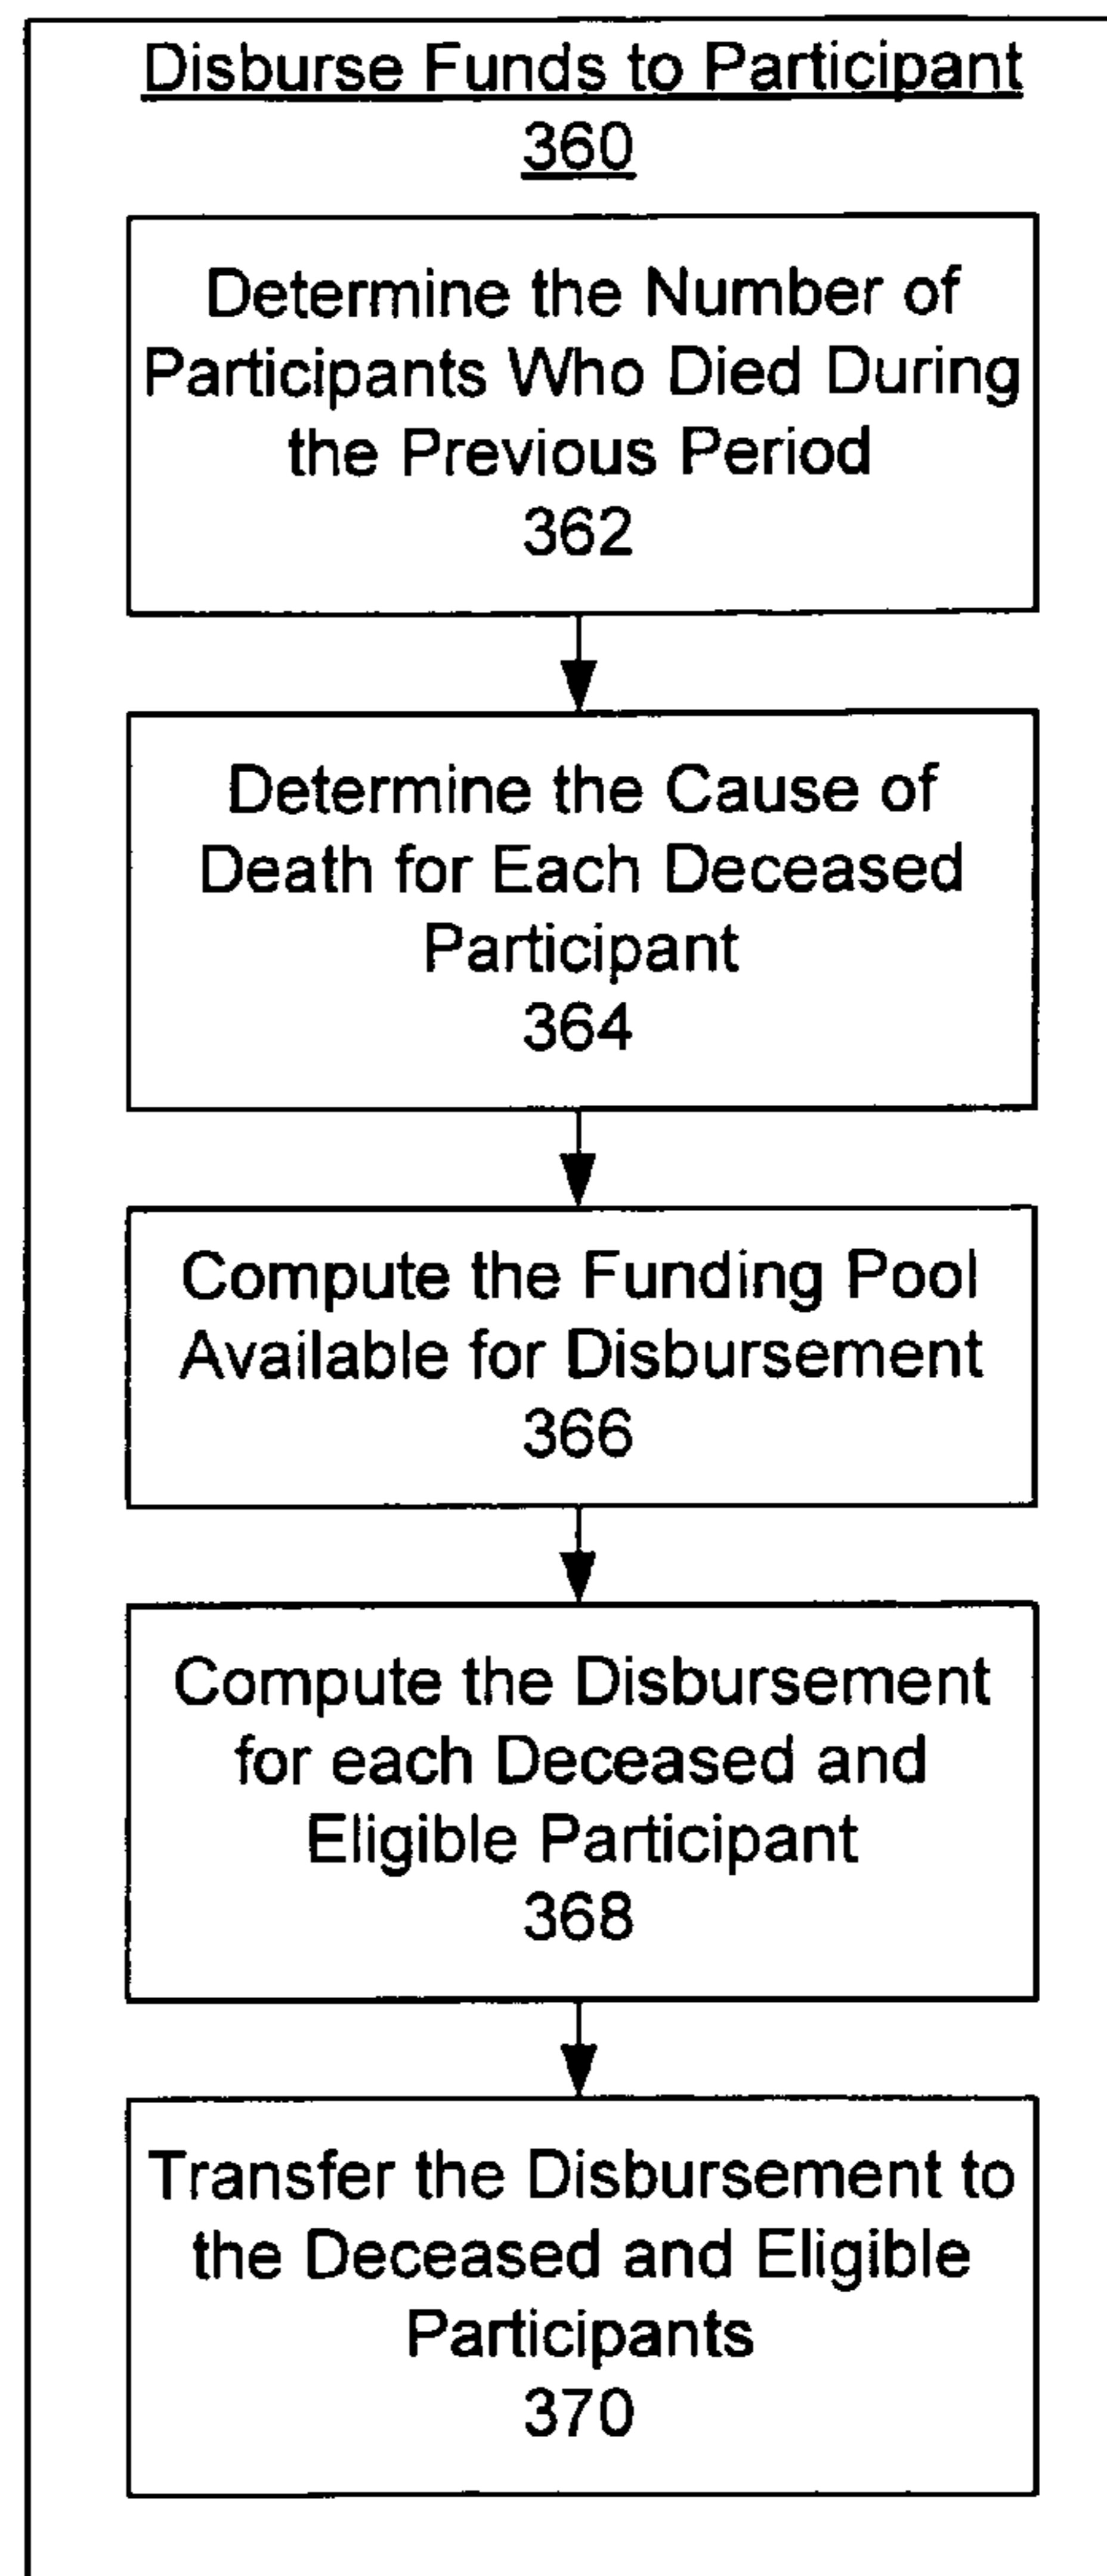 Disburse Funds to Participant
360
Determine the Number of
Participants Who Died During
the Previous Period
362
Determine the Cause of
Death for Each Deceased
Participant
364
Compute the Funding Pool
Available for Disbursement
366
Compute the Disbursement
for each Deceased and
Eligible Participant
368
Transfer the Disbursement to
the Deceased and Eligible
Participants
370